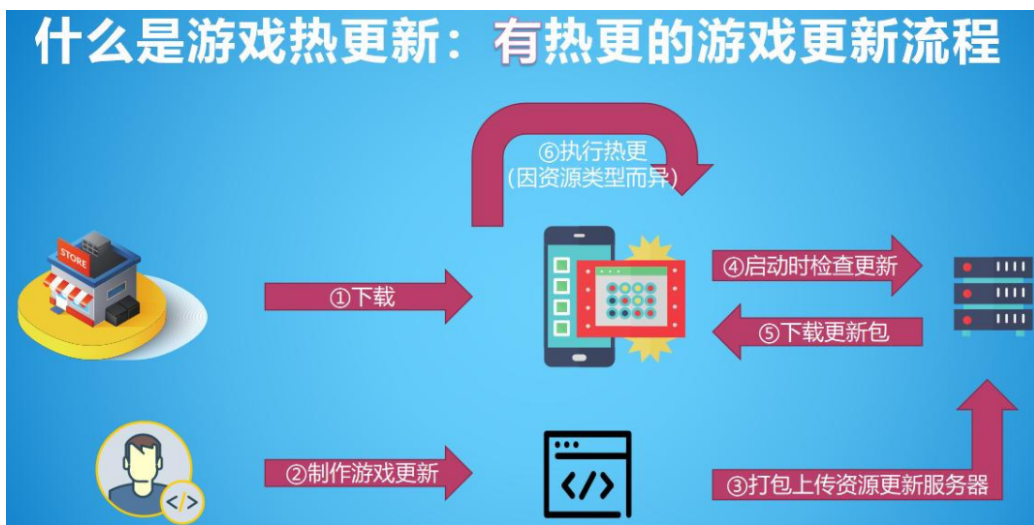 什么是游戏热更新：有热更的游戏更新流程
⑥执行热更
（因资源类型而异）
STORE
①下载
④启动时检查更新
⑤下载更新包
②制作游戏更新
</>
</>
③打包上传资源更新服务器